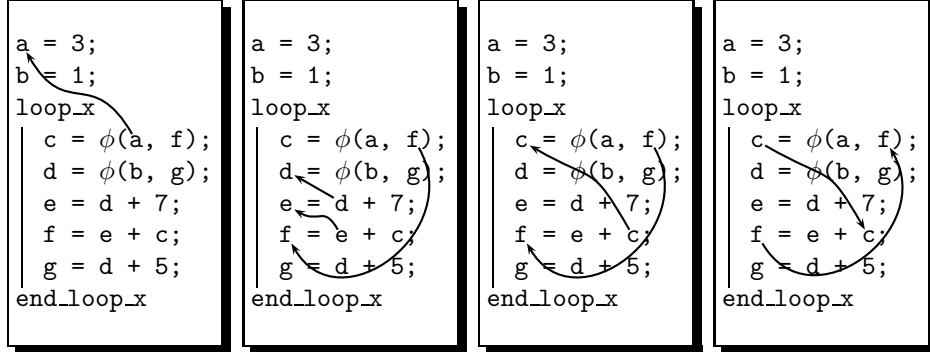 a = 3;
b = 1;
loop_x
c = ϕ(a, f);
d = ϕ(b, g);
e = d + 7;
f = e + c;
g = d + 5;
end_loop_x
a = 3;
b = 1;
loop_x
c = ϕ(a, f);
d = ϕ(b, g);
e = d + 7;
f = e + c;
g = d + 5;
end_loop_x
a = 3;
b = 1;
loop_x
c = ϕ(a, f);
d = ϕ(b, g);
e = d + 7;
f = e + c;
g = d + 5;
end_loop_x
a = 3;
b = 1;
loop_x
c = ϕ(a, f);
d = ϕ(b, g);
e = d + 7;
f = e + c;
g = d + 5;
end_loop_x